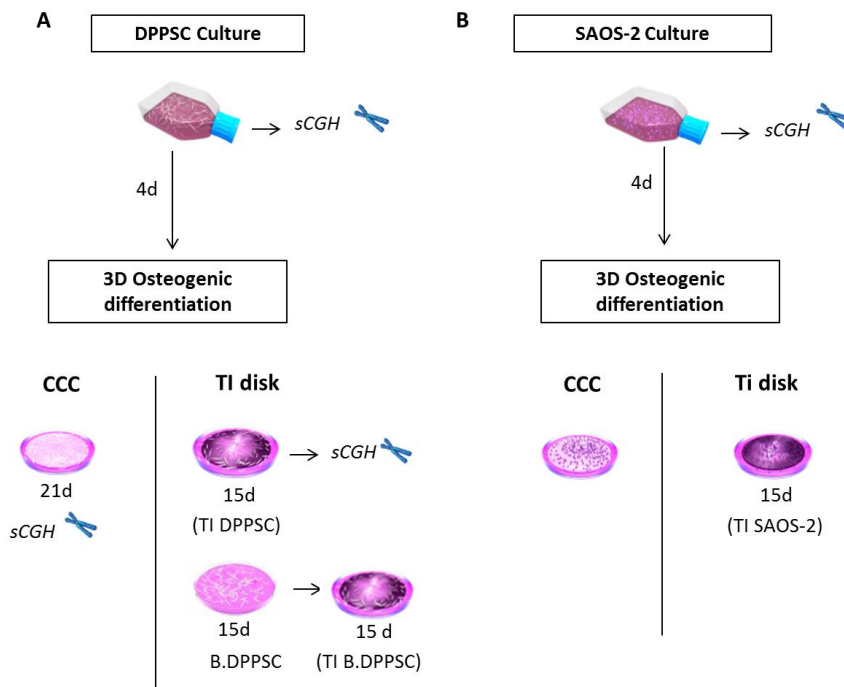 A
DPPSC Culture
sCGH
4d
3D Osteogenic
differentiation
CCC
TI disk
21d
sCGH
sCGH
15d
(TI DPPSC)
15d
B.DPPSC
15 d
(TI B.DPPSC)
B
SAOS-2 Culture
sCGH
4d
3D Osteogenic
differentiation
CCC
Ti disk
15d
(TI SAOS-2)